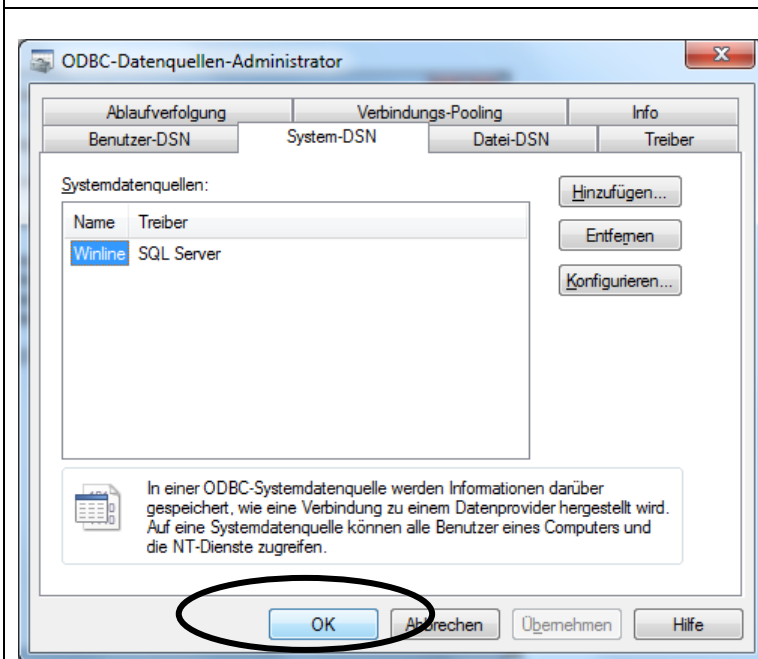 ODBC-Datenquellen-Administrator
Ablaufverfolgung Verbindungs-Pooling Info
Benutzer-DSN System-DSN Datei-DSN Treiber
Systemdatenquellen:
Name Treiber
Winline SQL Server
Hinzufügen...
Entfernen
Konfigurieren...
In einer ODBC-Systemdatenquelle werden Informationen darüber
gespeichert, wie eine Verbindung zu einem Datenprovider hergestellt wird.
Auf eine Systemdatenquelle können alle Benutzer eines Computers und
die NT-Dienste zugreifen.
OK Abbrechen Übernehmen Hilfe